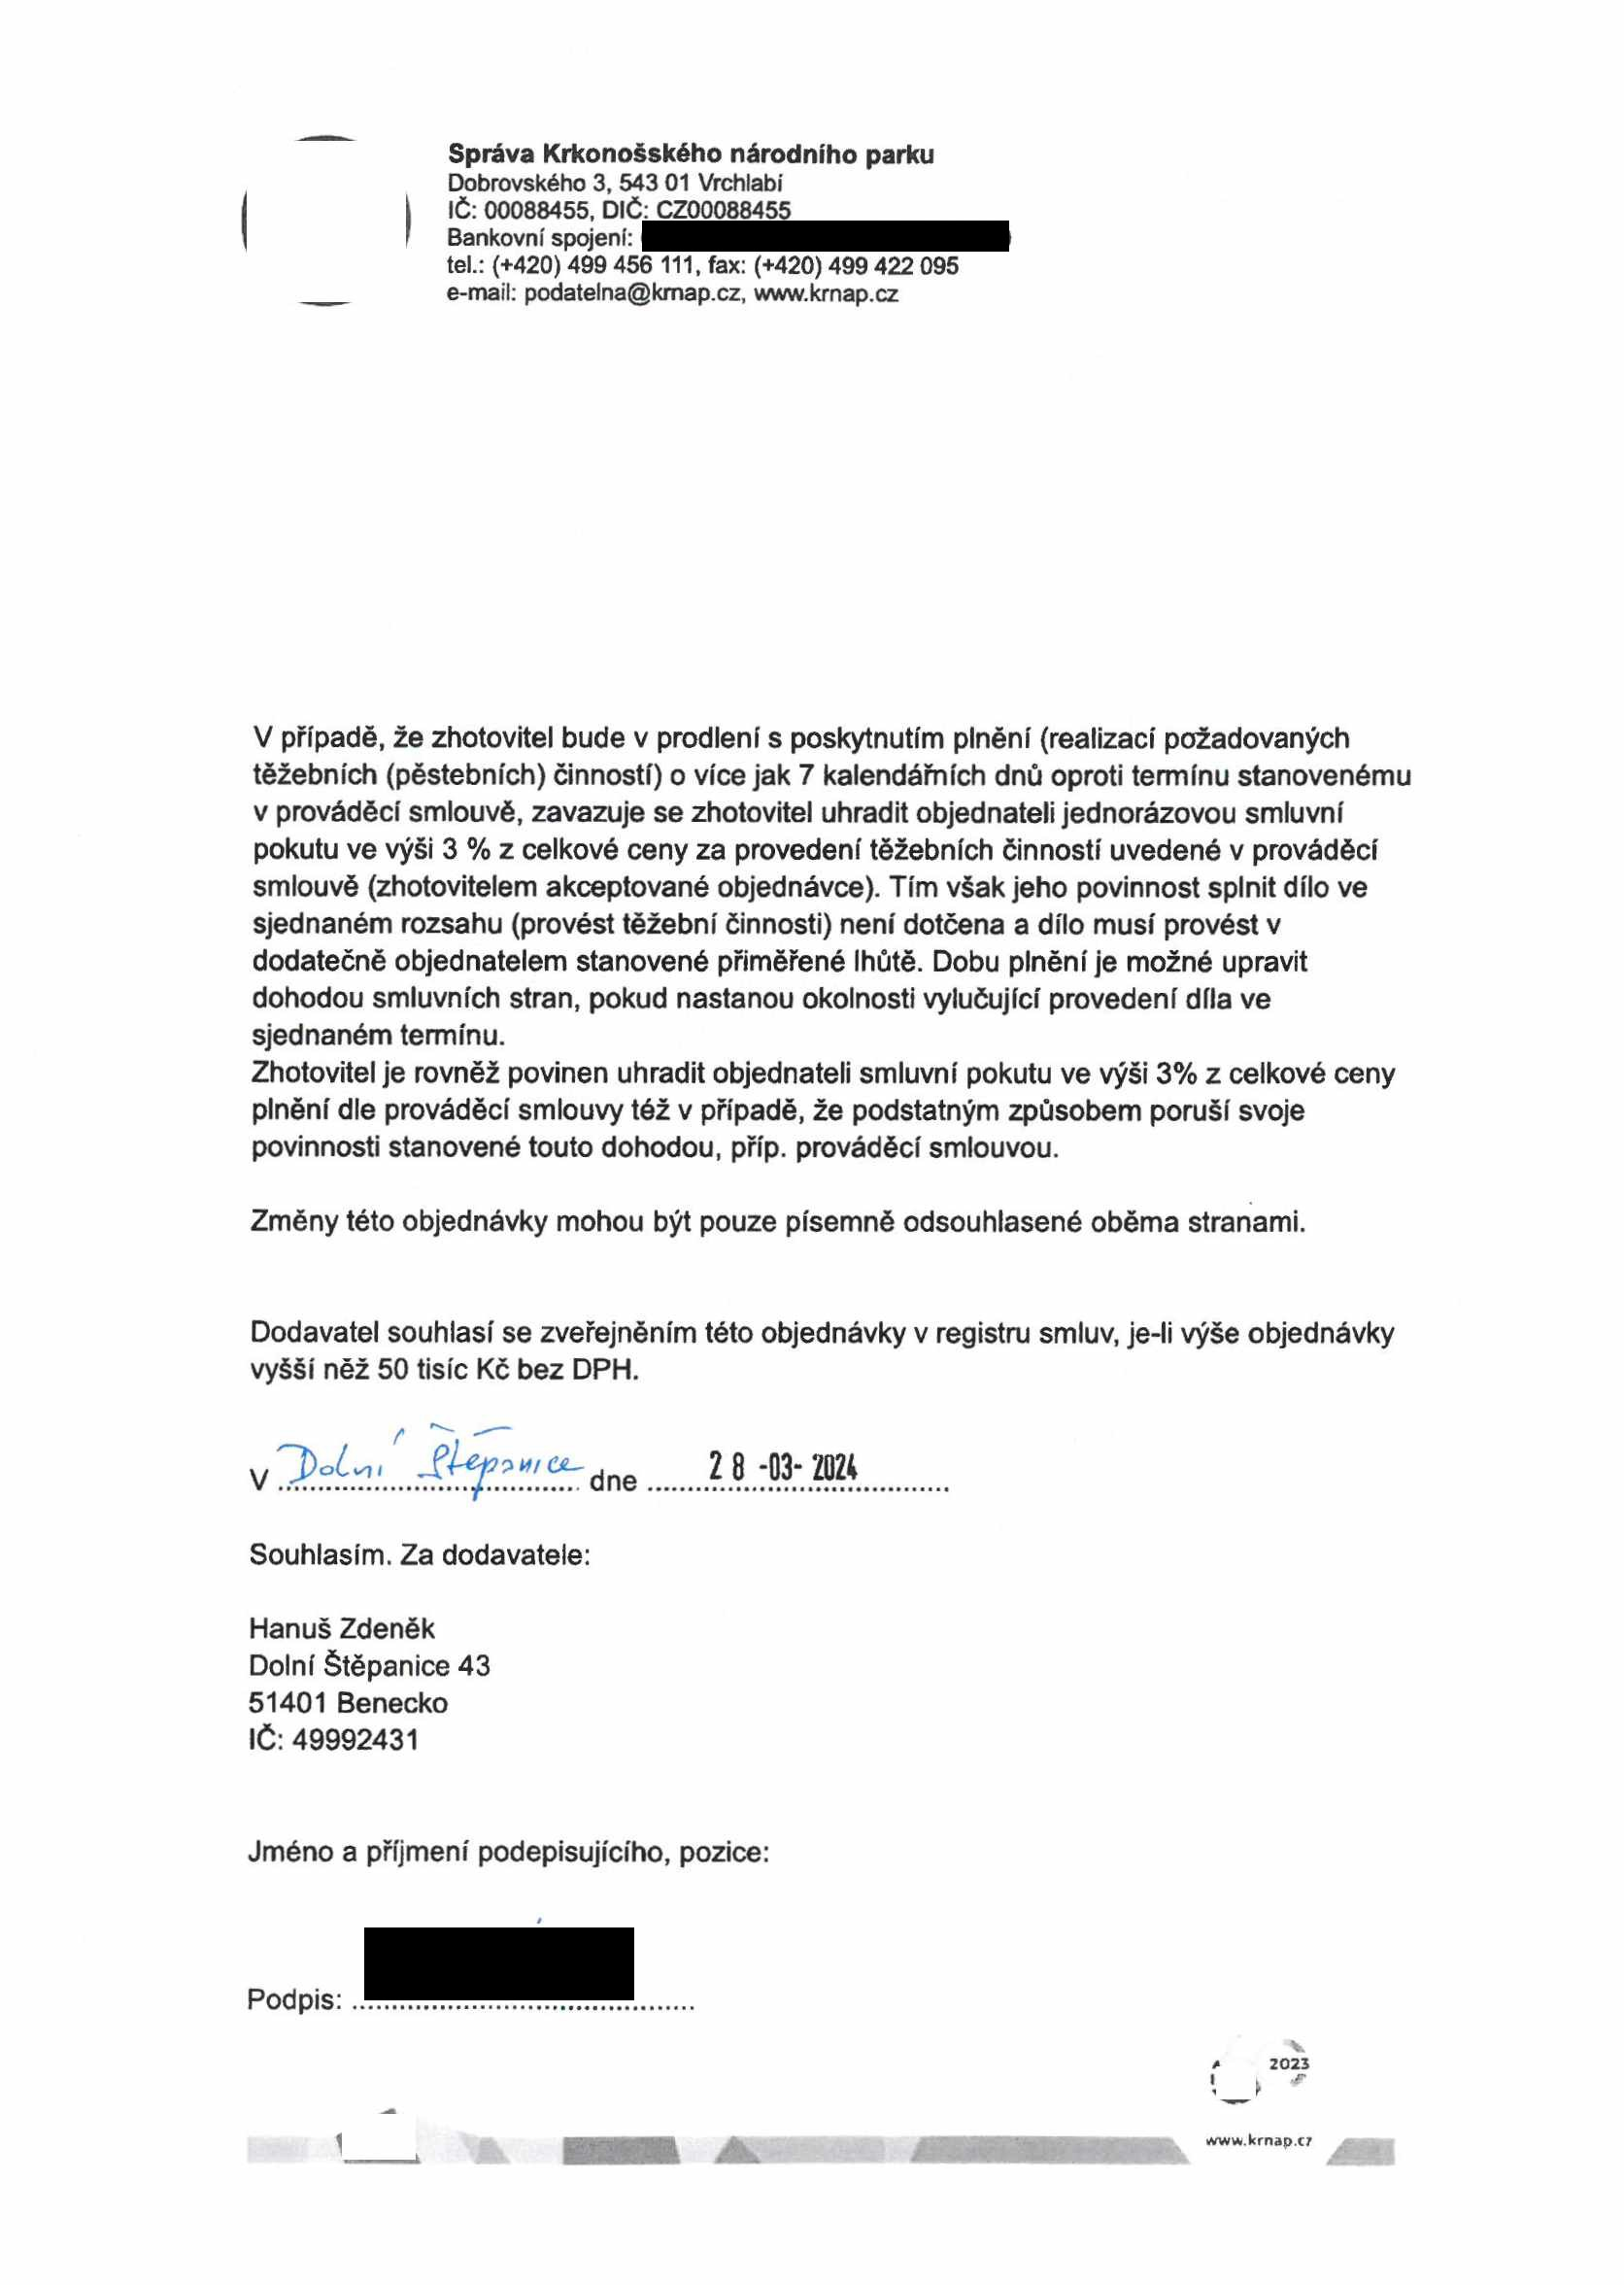 Správa Krkonošského národního parku
Dobrovského 3, 543 01 Vrchlabí
IČ: 00088455, DIČ: CZ00088455
Bankovní spojení:
tel.: (+420) 499 456 111, fax: (+420) 499 422 095
e-mail: podatelna@krnap.cz, www.krnap.cz
V případě, že zhotovitel bude v prodlení s poskytnutím plnění (realizací požadovaných
těžebních (pěstebních) činností) o více jak 7 kalendářních dnů oproti termínu stanovenému
v prováděcí smlouvě, zavazuje se zhotovitel uhradit objednateli jednorázovou smluvní
pokutu ve výši 3 % z celkové ceny za provedení těžebních činností uvedené v prováděcí
smlouvě (zhotovitelem akceptované objednávce). Tím však jeho povinnost splnit dílo ve
sjednaném rozsahu (provést těžební činnosti) není dotčena a dílo musí provést v
dodatečně objednatelem stanovené přiměřené lhůtě. Dobu plnění je možné upravit
dohodou smluvních stran, pokud nastanou okolnosti vylučující provedení díla ve
sjednaném termínu.
Zhotovitel je rovněž povinen uhradit objednateli smluvní pokutu ve výši 3% z celkové ceny
plnění dle prováděcí smlouvy též v případě, že podstatným způsobem poruší svoje
povinnosti stanovené touto dohodou, příp. prováděcí smlouvou.
Změny této objednávky mohou být pouze písemně odsouhlasené oběma stranami.
Dodavatel souhlasí se zveřejněním této objednávky v registru smluv, je-li výše objednávky
vyšší něž 50 tisíc Kč bez DPH.
V Dolní Štěpanice dne 28 -03- 2024
Souhlasím. Za dodavatele:
Hanuš Zdeněk
Dolní Štěpanice 43
51401 Benecko
IČ: 49992431
Jméno a příjmení podepisujícího, pozice:
Podpis:
2023
www.krnap.cz